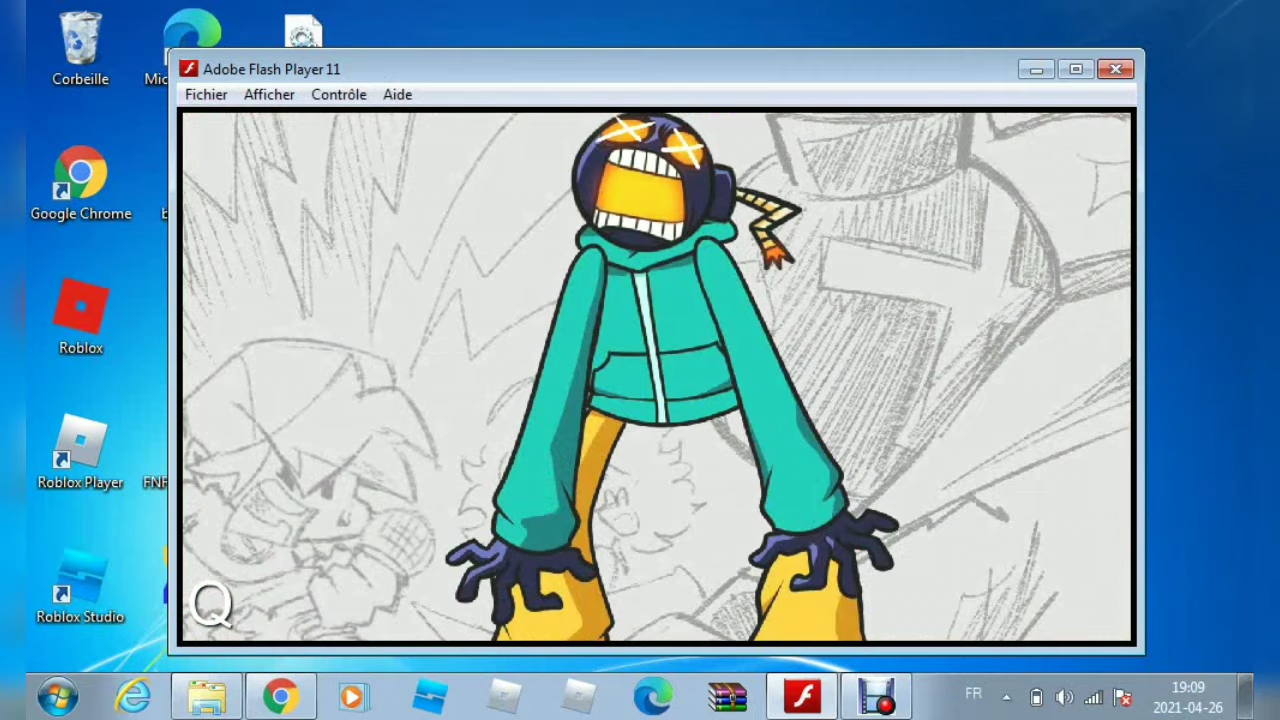 Corbeille
Mic
Adobe Flash Player 11
Fichier Afficher Contrôle Aide
Google Chrome
b
Roblox
Roblox Player
FNF
Roblox Studio
Q
FR
19:09
2021-04-26